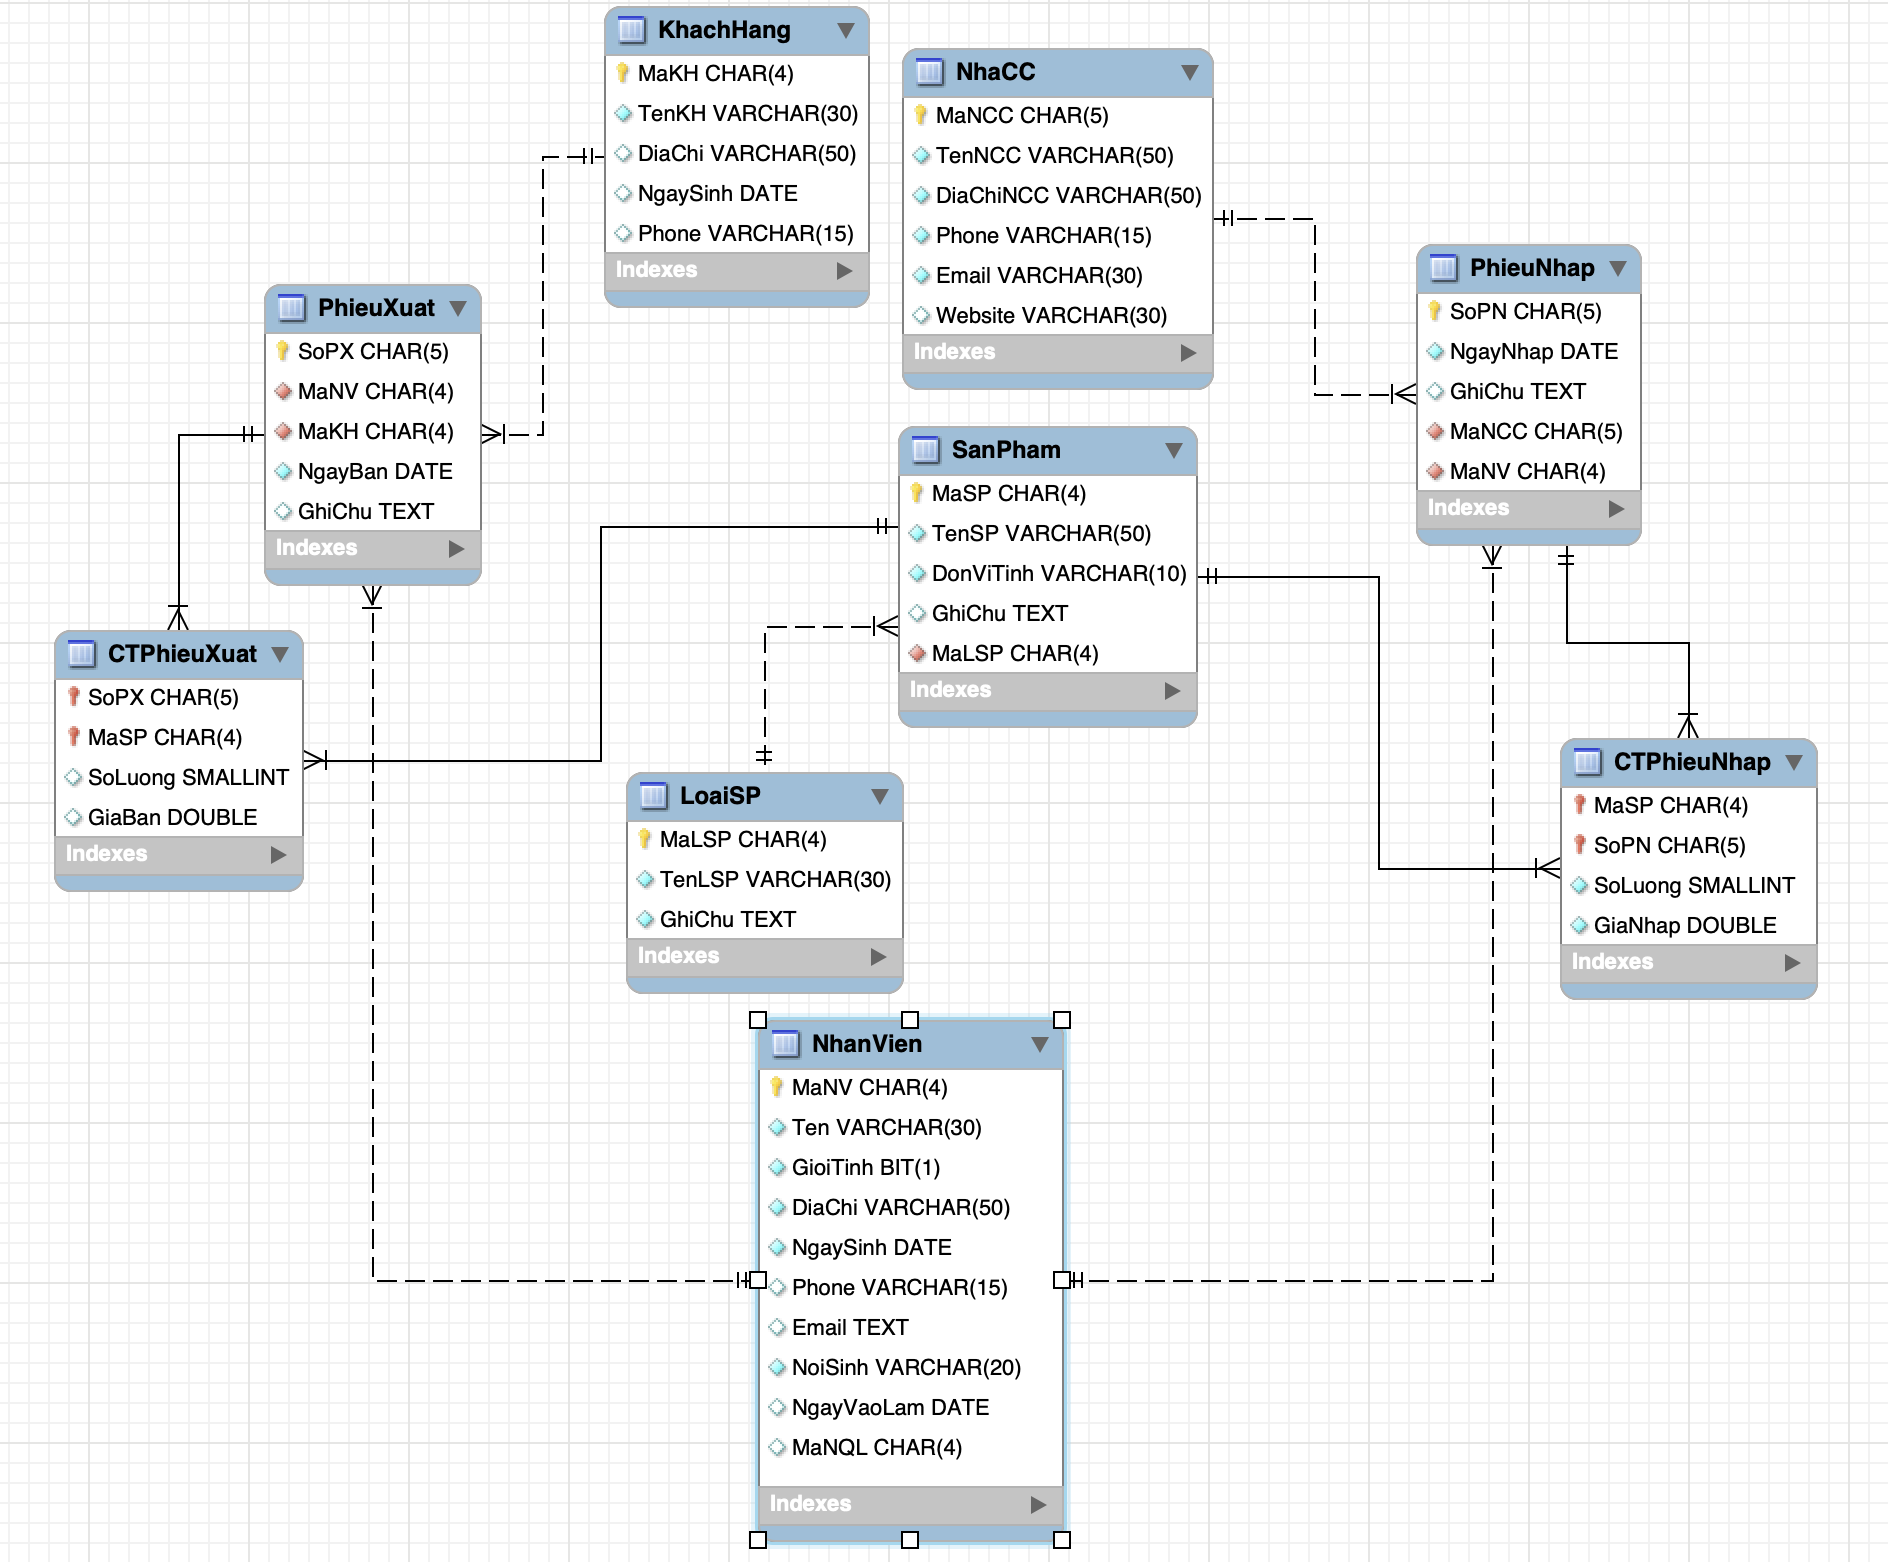 KhachHang
MaKH CHAR(4)
TenKH VARCHAR(30)
DiaChi VARCHAR(50)
NgaySinh DATE
Phone VARCHAR(15)
Indexes
NhaCC
MaNCC CHAR(5)
TenNCC VARCHAR(50)
DiaChiNCC VARCHAR(50)
Phone VARCHAR(15)
Email VARCHAR(30)
Website VARCHAR(30)
Indexes
PhieuNhap
SoPN CHAR(5)
NgayNhap DATE
GhiChu TEXT
MaNCC CHAR(5)
MaNV CHAR(4)
Indexes
PhieuXuat
SoPX CHAR(5)
MaNV CHAR(4)
MaKH CHAR(4)
NgayBan DATE
GhiChu TEXT
Indexes
SanPham
MaSP CHAR(4)
TenSP VARCHAR(50)
DonViTinh VARCHAR(10)
GhiChu TEXT
MaLSP CHAR(4)
Indexes
CTPhieuXuat
SoPX CHAR(5)
MaSP CHAR(4)
SoLuong SMALLINT
GiaBan DOUBLE
Indexes
LoaiSP
MaLSP CHAR(4)
TenLSP VARCHAR(30)
GhiChu TEXT
Indexes
CTPhieuNhap
MaSP CHAR(4)
SoPN CHAR(5)
SoLuong SMALLINT
GiaNhap DOUBLE
Indexes
NhanVien
MaNV CHAR(4)
Ten VARCHAR(30)
GioiTinh BIT(1)
DiaChi VARCHAR(50)
NgaySinh DATE
Phone VARCHAR(15)
Email TEXT
NoiSinh VARCHAR(20)
NgayVaoLam DATE
MaNQL CHAR(4)
Indexes